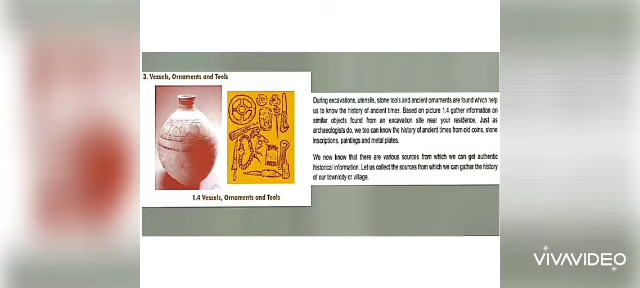 3. Vessels, Ornaments and Tools
During excavations, utensils, stone tools and ancient ornaments are found which help
us to know the history of ancient times. Based on picture 1.4 gather information on
similar objects found from an excavation site near your residence. Just as
archaeologists do, we too can know the history of ancient times from old coins, stone
inscriptions, paintings and metal plates.
We now know that there are various sources from which we can get authentic
historical information. Let us collect the sources from which we can gather the history
of our town/city or village.
1.4 Vessels, Ornaments and Tools
VIVAVIDEO